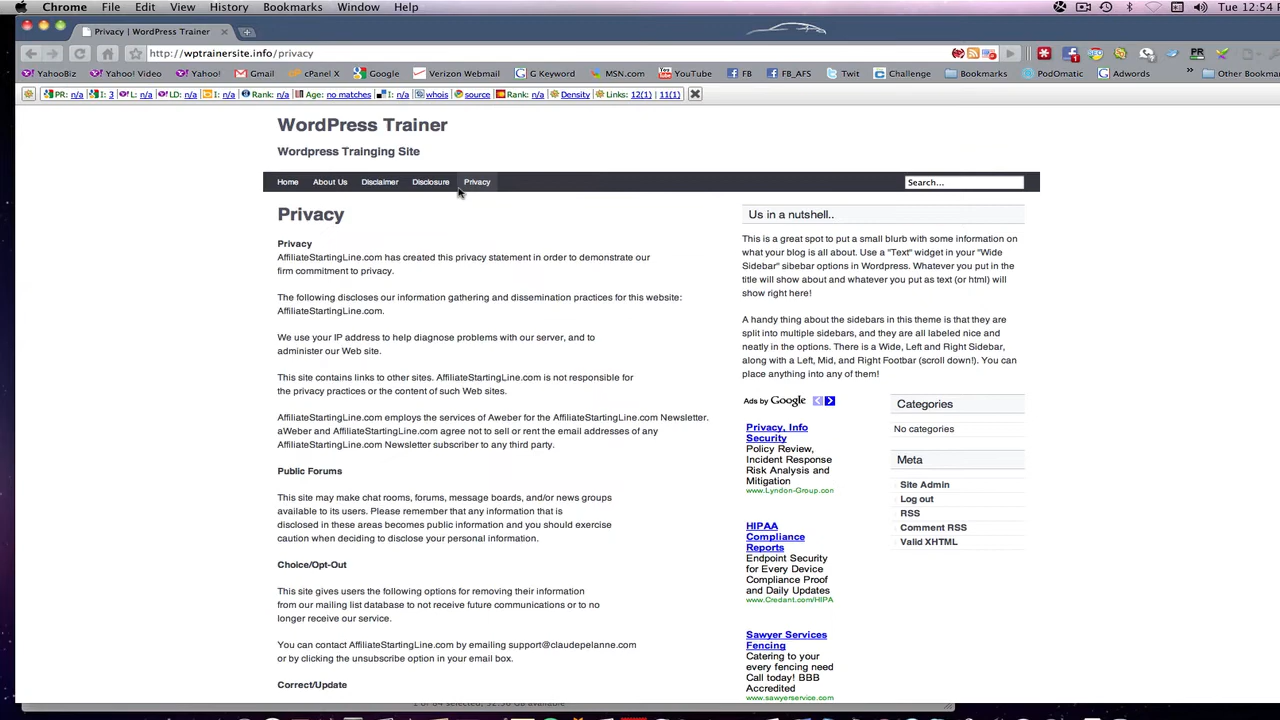 Chrome File Edit View History Bookmarks Window Help Tue 12:54
Privacy | WordPress Trainer
http://wptrainersite.info/privacy
YahooBiz Yahoo! Video Yahoo! Gmail cPanel X Google Verizon Webmail G Keyword MSN.com YouTube FB FB_AFS Twit Challenge Bookmarks PodOmatic Adwords Other Bookmar
PR: n/a I: 3 L: n/a LD: n/a I: n/a Rank: n/a Age: no matches I: n/a whois source Rank: n/a Density Links: 12(1) | 11(1)
WordPress Trainer
Wordpress Trainging Site
Home About Us Disclaimer Disclosure Privacy Search...
Privacy
Privacy
AffiliateStartingLine.com has created this privacy statement in order to demonstrate our
firm commitment to privacy.
The following discloses our information gathering and dissemination practices for this website:
AffiliateStartingLine.com.
We use your IP address to help diagnose problems with our server, and to
administer our Web site.
This site contains links to other sites. AffiliateStartingLine.com is not responsible for
the privacy practices or the content of such Web sites.
AffiliateStartingLine.com employs the services of Aweber for the AffiliateStartingLine.com Newsletter.
aWeber and AffiliateStartingLine.com agree not to sell or rent the email addresses of any
AffiliateStartingLine.com Newsletter subscriber to any third party.
Public Forums
This site may make chat rooms, forums, message boards, and/or news groups
available to its users. Please remember that any information that is
disclosed in these areas becomes public information and you should exercise
caution when deciding to disclose your personal information.
Choice/Opt-Out
This site gives users the following options for removing their information
from our mailing list database to not receive future communications or to no
longer receive our service.
You can contact AffiliateStartingLine.com by emailing support@claudepelanne.com
or by clicking the unsubscribe option in your email box.
Correct/Update
Us in a nutshell..
This is a great spot to put a small blurb with some information on
what your blog is all about. Use a "Text" widget in your "Wide
Sidebar" sibebar options in Wordpress. Whatever you put in the
title will show about and whatever you put as text (or html) will
show right here!
A handy thing about the sidebars in this theme is that they are
split into multiple sidebars, and they are all labeled nice and
neatly in the options. There is a Wide, Left and Right Sidebar,
along with a Left, Mid, and Right Footbar (scroll down!). You can
place anything into any of them!
Ads by Google
Privacy, Info
Security
Policy Review,
Incident Response
Risk Analysis and
Mitigation
www.Lyndon-Group.con
HIPAA
Compliance
Reports
Endpoint Security
for Every Device
Compliance Proof
and Daily Updates
www.Credant.com/HIPA
Sawyer Services
Fencing
Catering to your
every fencing need
Call today! BBB
Accredited
www.sawyerservice.com
Categories
No categories
Meta
Site Admin
Log out
RSS
Comment RSS
Valid XHTML